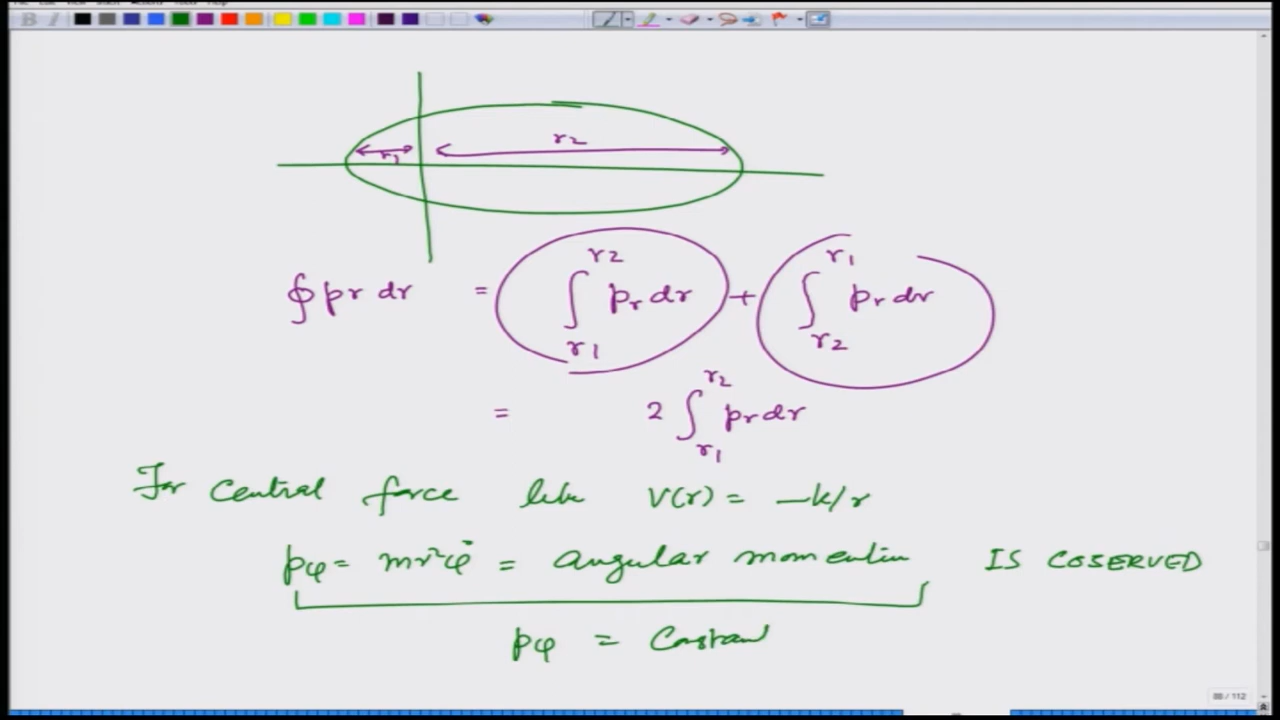 r1 r2
∮ pr dr = ∫_{r1}^{r2} pr dr + ∫_{r2}^{r1} pr dr
= 2 ∫_{r1}^{r2} pr dr
For central force like V(r) = -k/r
pφ = mr²φ̇ = angular momentum IS COSERVED
pφ = Constant